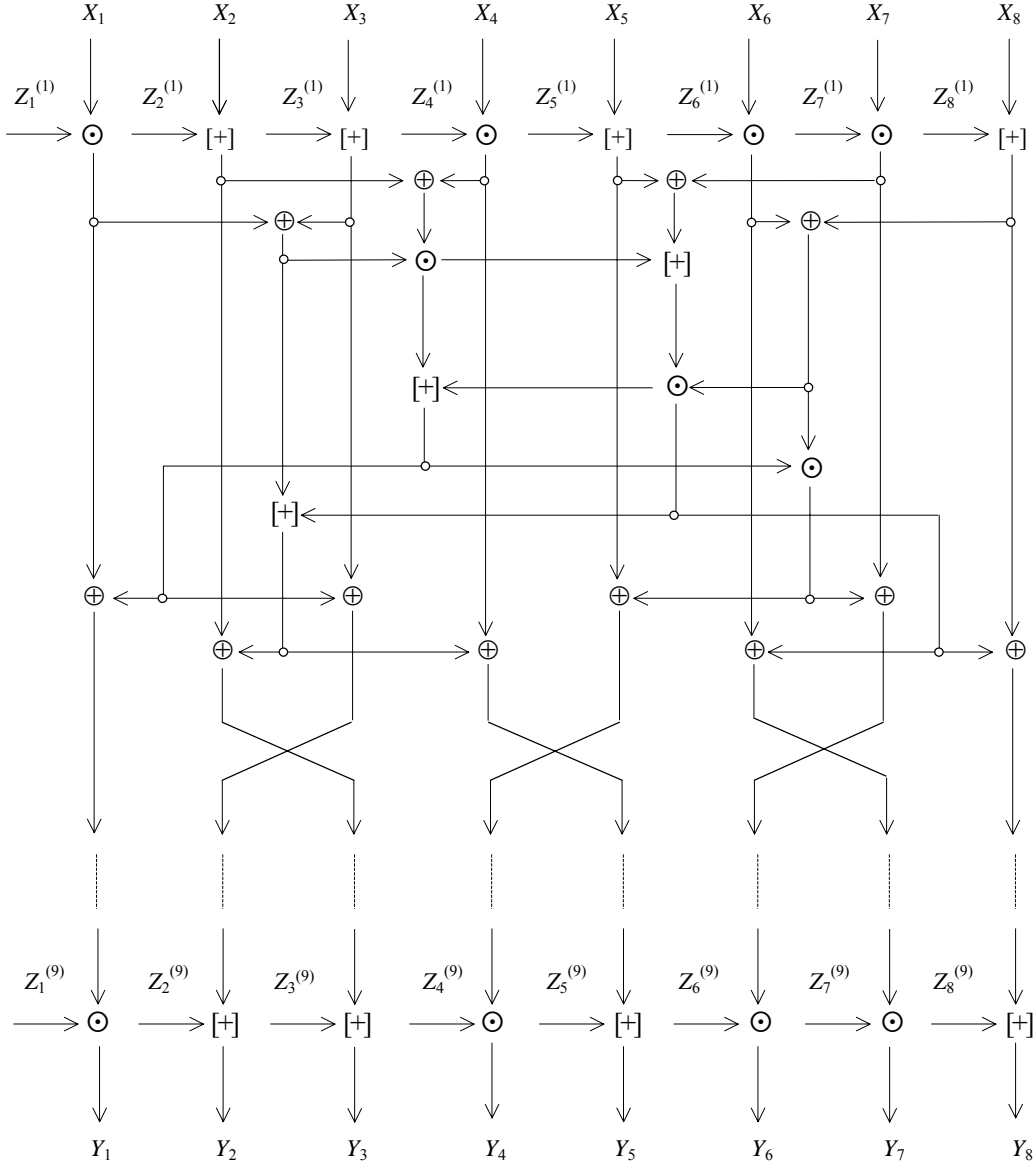 X₁ X₂ X₃ X₄ X₅ X₆ X₇ X₈
Z₁⁽¹⁾ Z₂⁽¹⁾ Z₃⁽¹⁾ Z₄⁽¹⁾ Z₅⁽¹⁾ Z₆⁽¹⁾ Z₇⁽¹⁾ Z₈⁽¹⁾
⊙ [+] [+] ⊙ [+] ⊙ ⊙ [+]
⊕ ⊕
⊕ ⊕
⊙ [+]
[+] ⊙
⊙
[+]
⊕ ⊕ ⊕ ⊕
⊕ ⊕ ⊕ ⊕
Z₁⁽⁹⁾ Z₂⁽⁹⁾ Z₃⁽⁹⁾ Z₄⁽⁹⁾ Z₅⁽⁹⁾ Z₆⁽⁹⁾ Z₇⁽⁹⁾ Z₈⁽⁹⁾
⊙ [+] [+] ⊙ [+] ⊙ ⊙ [+]
Y₁ Y₂ Y₃ Y₄ Y₅ Y₆ Y₇ Y₈